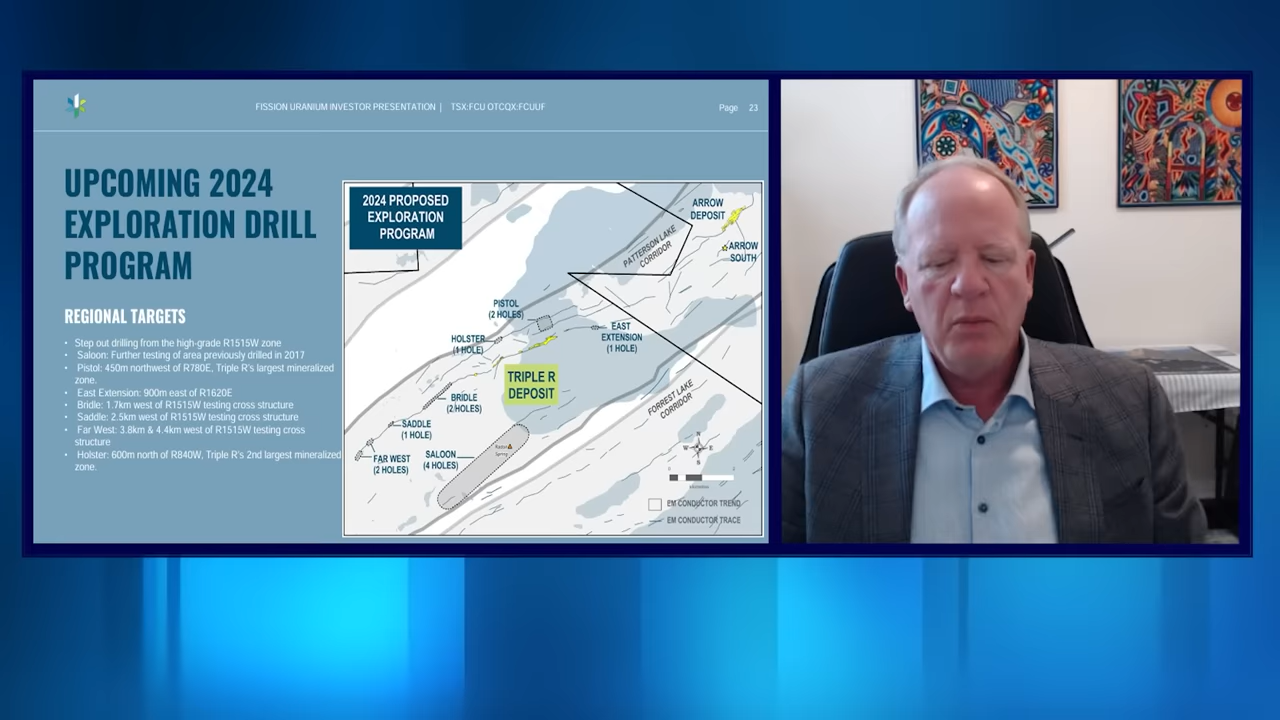 FISSION URANIUM INVESTOR PRESENTATION | TSX:FCU OTCQX:FCUUF
Page 23
UPCOMING 2024
EXPLORATION DRILL
PROGRAM
REGIONAL TARGETS
• Step out drilling from the high-grade R1515W zone
• Saloon: Further testing of area previously drilled in 2017
• Pistol: 450m northwest of R780E, Triple R's largest mineralized
zone.
• East Extension: 900m east of R1620E
• Bridle: 1.7km west of R1515W testing cross structure
• Saddle: 2.5km west of R1515W testing cross structure
• Far West: 3.8km & 4.4km west of R1515W testing cross
structure
• Holster: 600m north of R840W, Triple R's 2nd largest mineralized
zone.
2024 PROPOSED
EXPLORATION
PROGRAM
ARROW
DEPOSIT
ARROW
SOUTH
PATTERSON LAKE
CORRIDOR
PISTOL
(2 HOLES)
EAST
EXTENSION
(1 HOLE)
HOLSTER
(1 HOLE)
TRIPLE R
DEPOSIT
BRIDLE
(2 HOLES)
FORREST LAKE
CORRIDOR
SADDLE
(1 HOLE)
FAR WEST
(2 HOLES)
SALOON
(4 HOLES)
N
W
E
S
EM CONDUCTOR TREND
EM CONDUCTOR TRACE